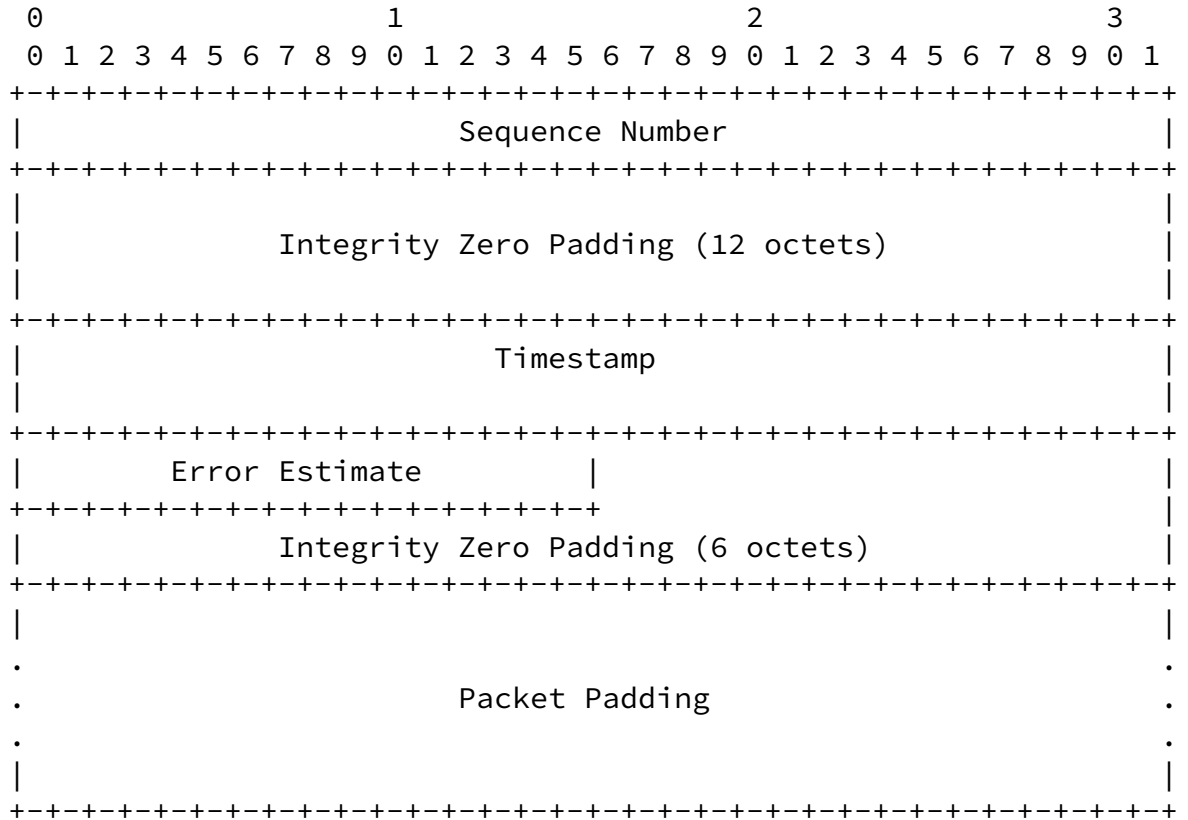 0                   1                   2                   3
0 1 2 3 4 5 6 7 8 9 0 1 2 3 4 5 6 7 8 9 0 1 2 3 4 5 6 7 8 9 0 1
Sequence Number
Integrity Zero Padding (12 octets)
Timestamp
Error Estimate
Integrity Zero Padding (6 octets)
Packet Padding